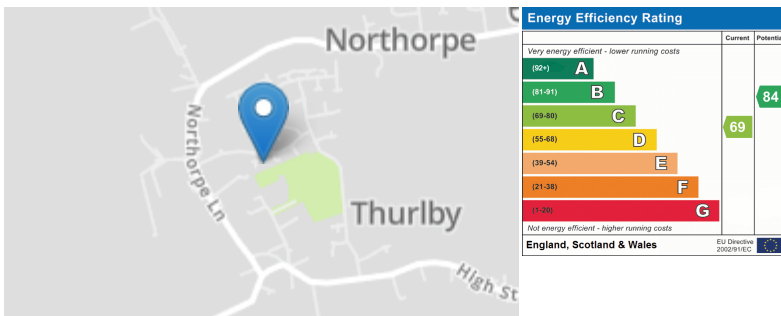 Northorpe
Northorpe Ln
Thurlby
High St
Energy Efficiency Rating
Current Potentia
Very energy efficient - lower running costs
(92+) A
(81-91) B
84
(69-80) C
69
(55-68) D
(39-54) E
(21-38) F
(1-20) G
Not energy efficient - higher running costs
England, Scotland & Wales
EU Directive
2002/91/EC